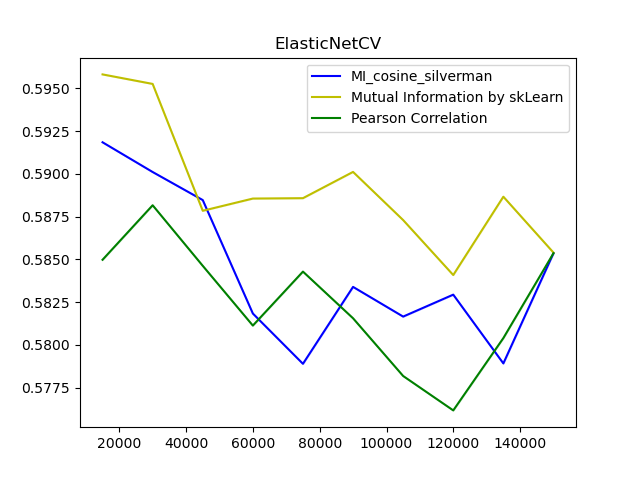 ElasticNetCV
MI_cosine_silverman
Mutual Information by skLearn
Pearson Correlation
0.5950
0.5925
0.5900
0.5875
0.5850
0.5825
0.5800
0.5775
20000 40000 60000 80000 100000 120000 140000